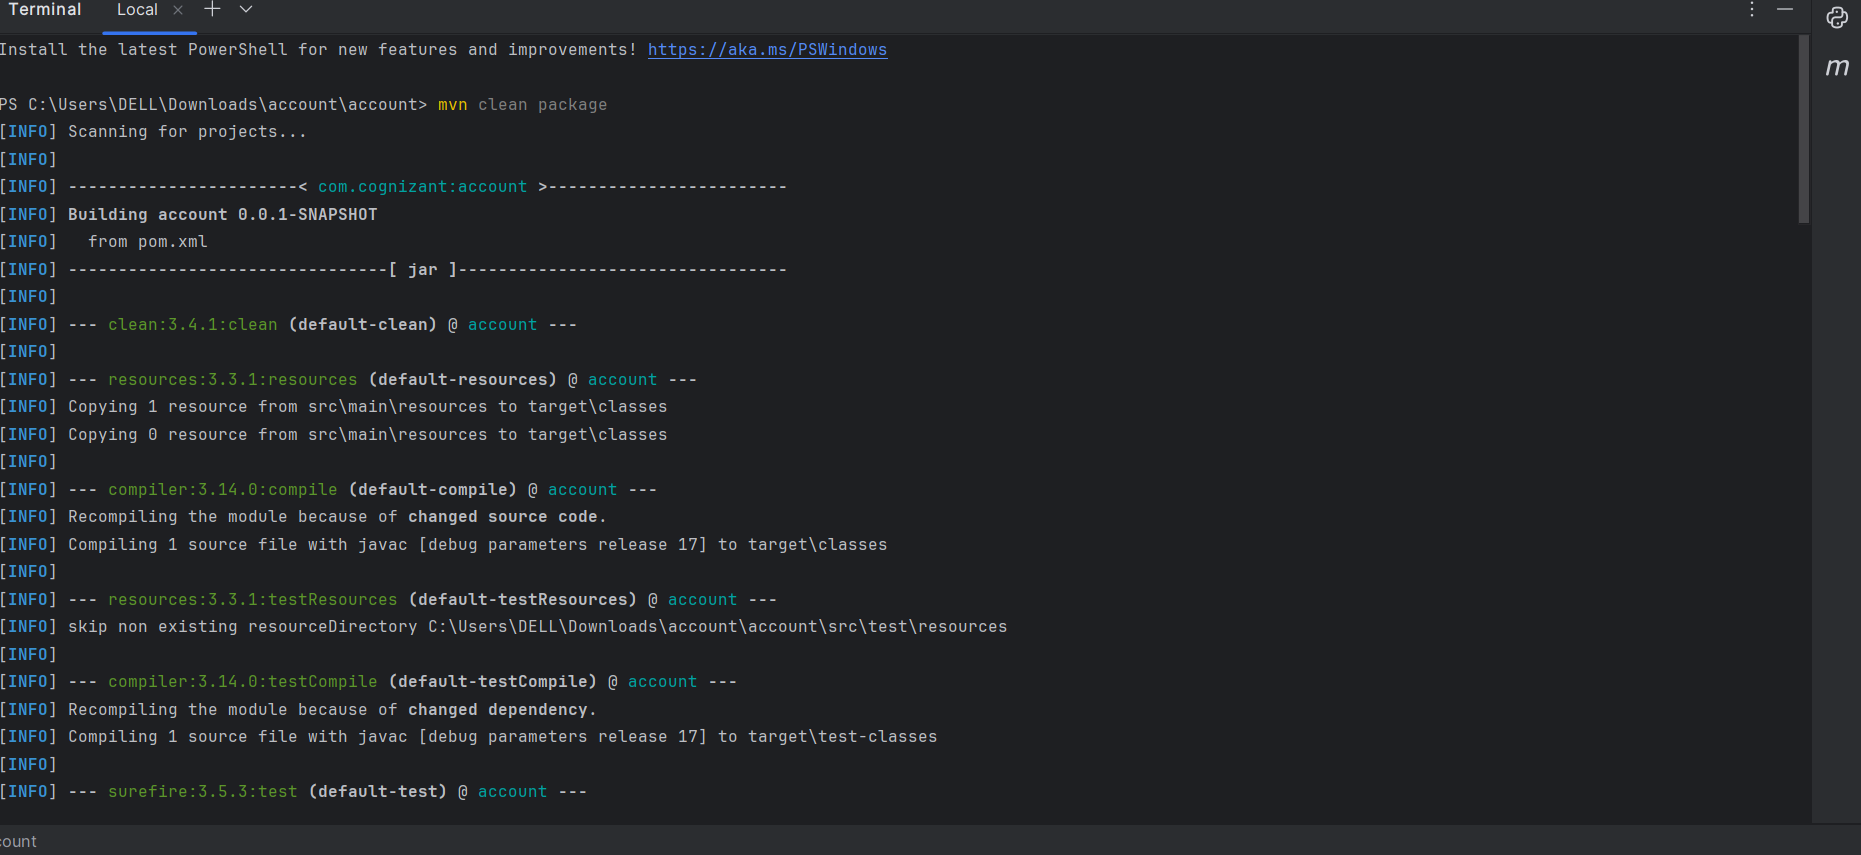 Terminal Local
Install the latest PowerShell for new features and improvements! https://aka.ms/PSWindows
PS C:\Users\DELL\Downloads\account\account> mvn clean package
[INFO] Scanning for projects...
[INFO]
[INFO] -----------------------< com.cognizant:account >------------------------
[INFO] Building account 0.0.1-SNAPSHOT
[INFO]   from pom.xml
[INFO] --------------------------------[ jar ]---------------------------------
[INFO]
[INFO] --- clean:3.4.1:clean (default-clean) @ account ---
[INFO]
[INFO] --- resources:3.3.1:resources (default-resources) @ account ---
[INFO] Copying 1 resource from src\main\resources to target\classes
[INFO] Copying 0 resource from src\main\resources to target\classes
[INFO]
[INFO] --- compiler:3.14.0:compile (default-compile) @ account ---
[INFO] Recompiling the module because of changed source code.
[INFO] Compiling 1 source file with javac [debug parameters release 17] to target\classes
[INFO]
[INFO] --- resources:3.3.1:testResources (default-testResources) @ account ---
[INFO] skip non existing resourceDirectory C:\Users\DELL\Downloads\account\account\src\test\resources
[INFO]
[INFO] --- compiler:3.14.0:testCompile (default-testCompile) @ account ---
[INFO] Recompiling the module because of changed dependency.
[INFO] Compiling 1 source file with javac [debug parameters release 17] to target\test-classes
[INFO]
[INFO] --- surefire:3.5.3:test (default-test) @ account ---
count
m